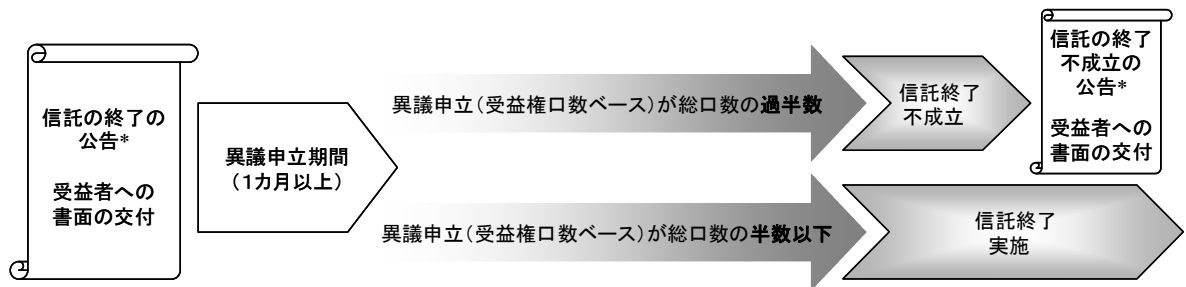 信託の終了の
公告*
受益者への
書面の交付
異議申立期間
（1カ月以上）
異議申立（受益権口数ベース）が総口数の過半数
信託終了
不成立
信託の終了
不成立の
公告*
受益者への
書面の交付
異議申立（受益権口数ベース）が総口数の半数以下
信託終了
実施